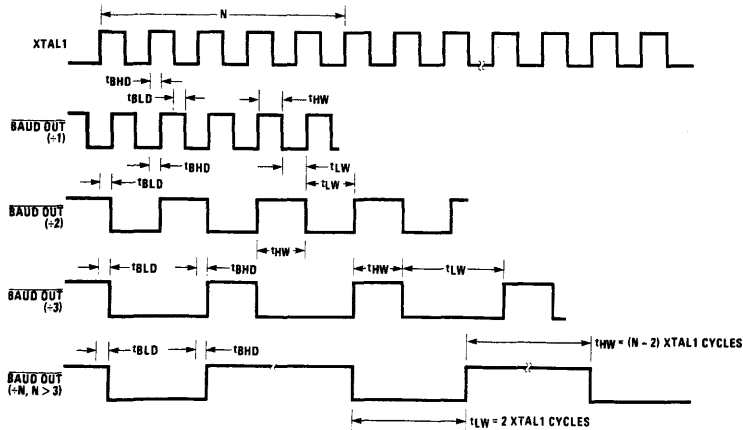 N
XTAL1
tBHD
tBLD
tHW
BAUD OUT
(÷1)
tBHD
tLW
tBLD
tLW
BAUD OUT
(÷2)
tHW
tBLD
tBHD
tHW
tLW
BAUD OUT
(÷3)
tHW = (N – 2) XTAL1 CYCLES
tBLD
tBHD
BAUD OUT
(÷N, N > 3)
tLW = 2 XTAL1 CYCLES